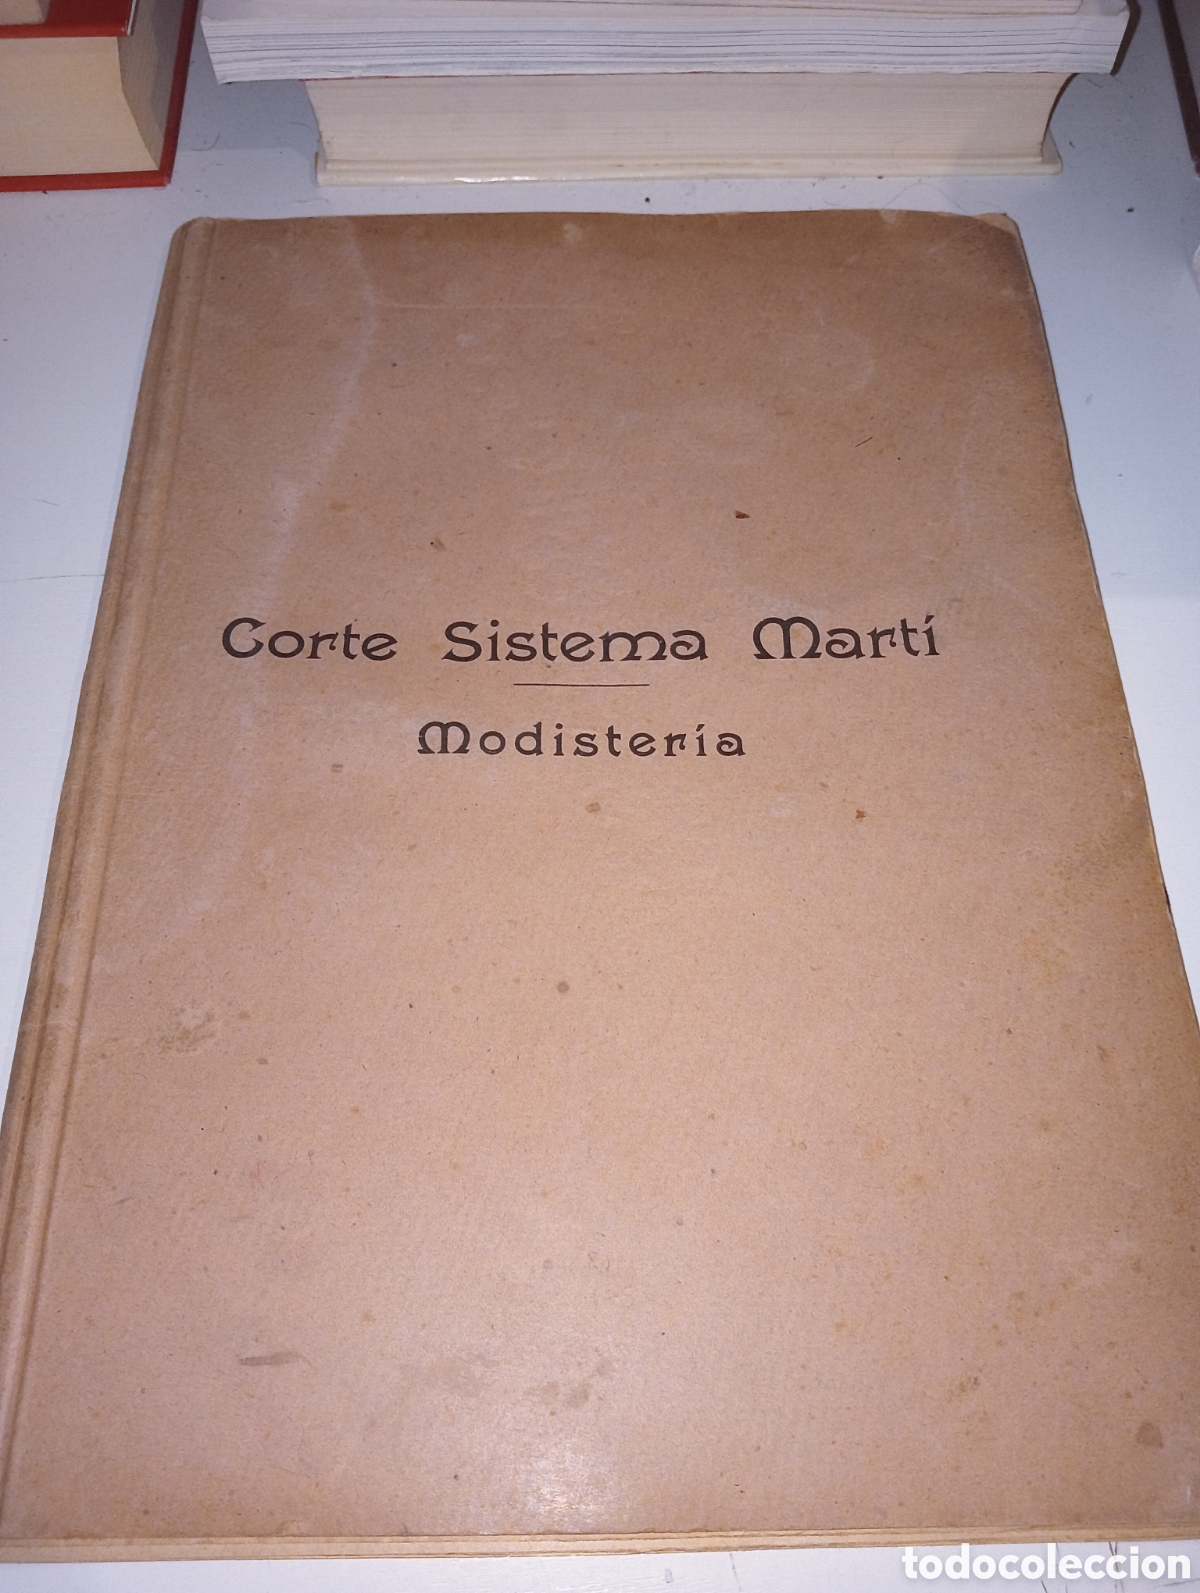 Corte Sistema Martí
Modistería
todocoleccion